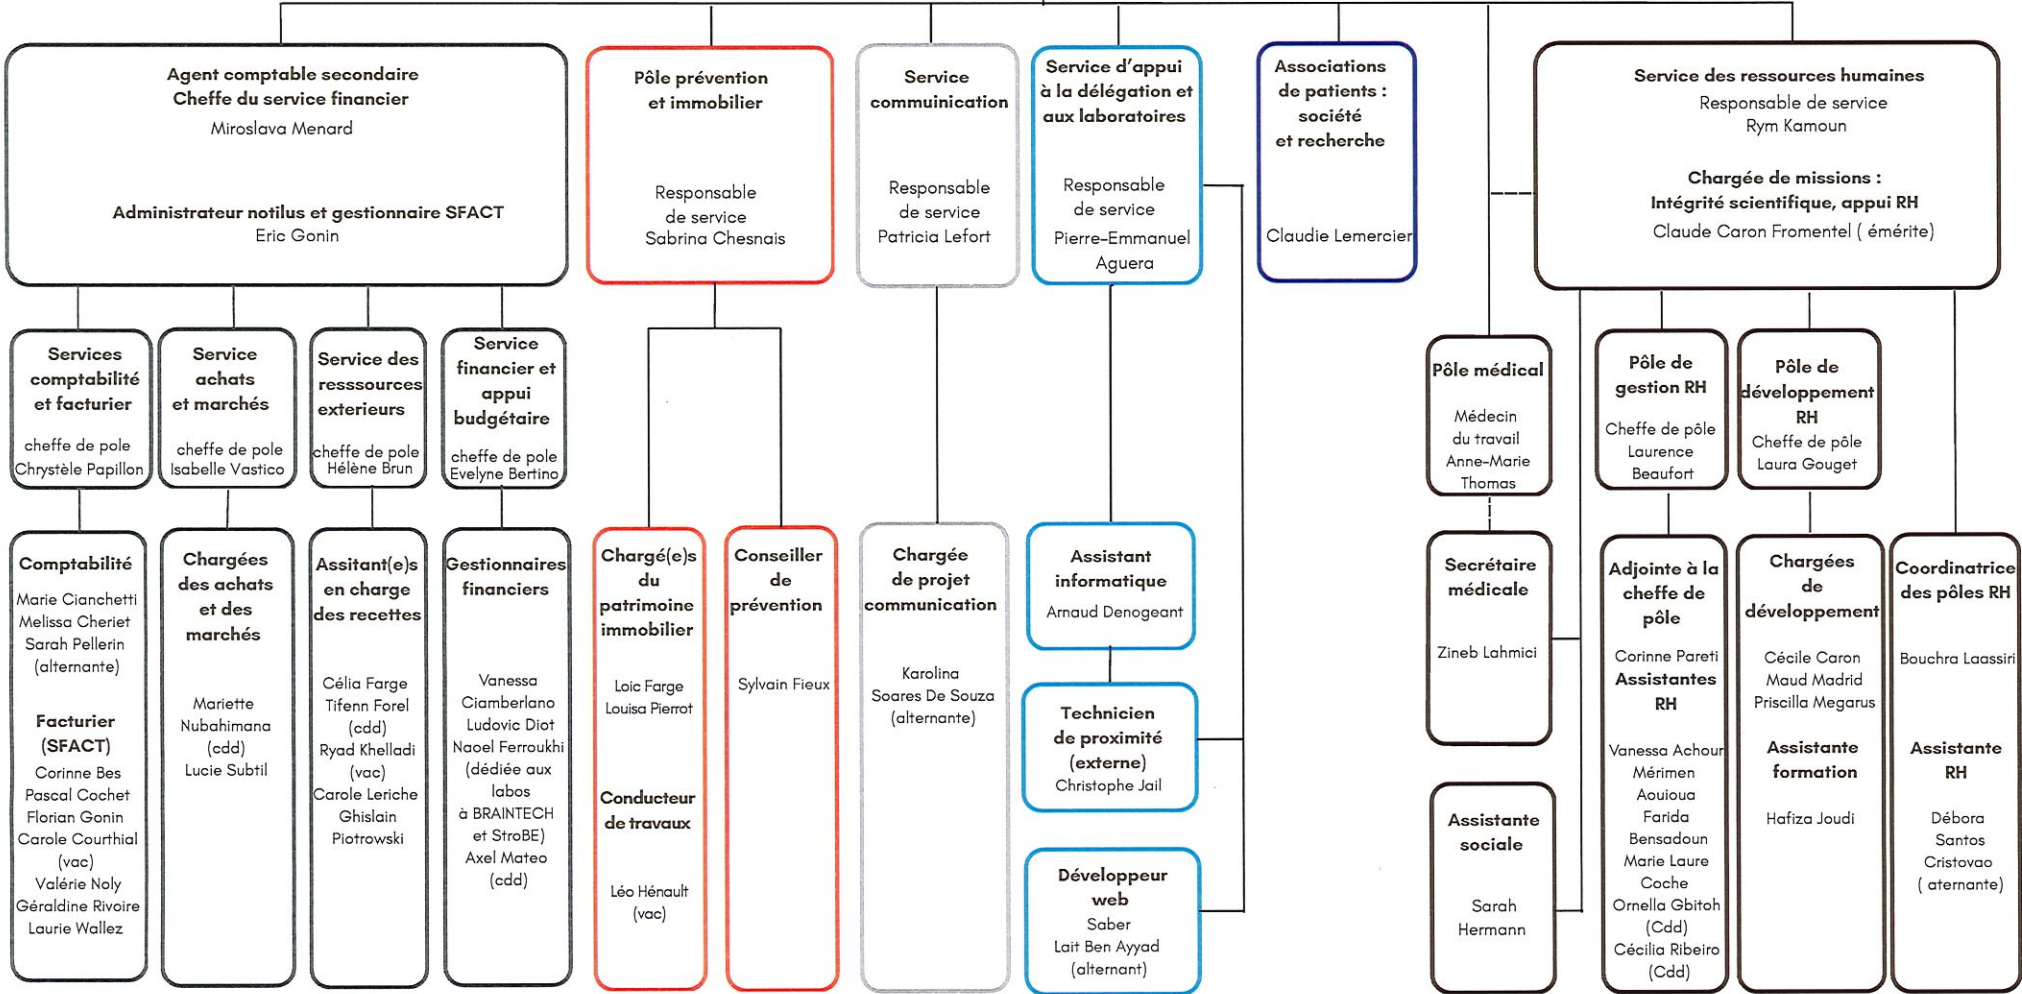 Agent comptable secondaire
Cheffe du service financier
Miroslava Menard
Administrateur notilus et gestionnaire SFACT
Eric Gonin
Pôle prévention
et immobilier
Responsable
de service
Sabrina Chesnais
Service
commuinication
Responsable
de service
Patricia Lefort
Service d'appui
à la délégation et
aux laboratoires
Responsable
de service
Pierre-Emmanuel
Aguera
Associations
de patients :
société
et recherche
Claudie Lemercier
Service des ressources humaines
Responsable de service
Rym Kamoun
Chargée de missions :
Intégrité scientifique, appui RH
Claude Caron Fromentel ( émérite)
Services
comptabilité
et facturier
cheffe de pole
Chrystèle Papillon
Service
achats
et marchés
cheffe de pole
Isabelle Vastico
Service des
resssources
exterieurs
cheffe de pole
Hélène Brun
Service
financier et
appui
budgétaire
cheffe de pole
Evelyne Bertino
Pôle médical
Médecin
du travail
Anne-Marie
Thomas
Pôle de
gestion RH
Cheffe de pôle
Laurence
Beaufort
Pôle de
développement
RH
Cheffe de pôle
Laura Gouget
Comptabilité
Marie Cianchetti
Melissa Cheriet
Sarah Pellerin
(alternante)
Facturier
(SFACT)
Corinne Bes
Pascal Cochet
Florian Gonin
Carole Courthial
(vac)
Valérie Noly
Géraldine Rivoire
Laurie Wallez
Chargées
des achats
et des
marchés
Mariette
Nubahimana
(cdd)
Lucie Subtil
Assitant(e)s
en charge
des recettes
Célia Farge
Tifenn Forel
(cdd)
Ryad Khelladi
(vac)
Carole Leriche
Ghislain
Piotrowski
Gestionnaires
financiers
Vanessa
Ciamberlano
Ludovic Diot
Naoel Ferroukhi
(dédiée aux
labos
à BRAINTECH
et StroBE)
Axel Mateo
(cdd)
Chargé(e)s
du
patrimoine
immobilier
Loic Farge
Louisa Pierrot
Conducteur
de travaux
Léo Hénault
(vac)
Conseiller
de
prévention
Sylvain Fieux
Chargée
de projet
communication
Karolina
Soares De Souza
(alternante)
Assistant
informatique
Arnaud Denogeant
Technicien
de proximité
(externe)
Christophe Jail
Développeur
web
Saber
Lait Ben Ayyad
(alternant)
Secrétaire
médicale
Zineb Lahmici
Assistante
sociale
Sarah
Hermann
Adjointe à la
cheffe de
pôle
Corinne Pareti
Assistantes
RH
Vanessa Achour
Mérimen
Aouioua
Farida
Bensadoun
Marie Laure
Coche
Ornella Gbitoh
(Cdd)
Cécilia Ribeiro
(Cdd)
Chargées
de
développement
Cécile Caron
Maud Madrid
Priscilla Megarus
Assistante
formation
Hafiza Joudi
Coordinatrice
des pôles RH
Bouchra Laassiri
Assistante
RH
Débora
Santos
Cristovao
( aternante)